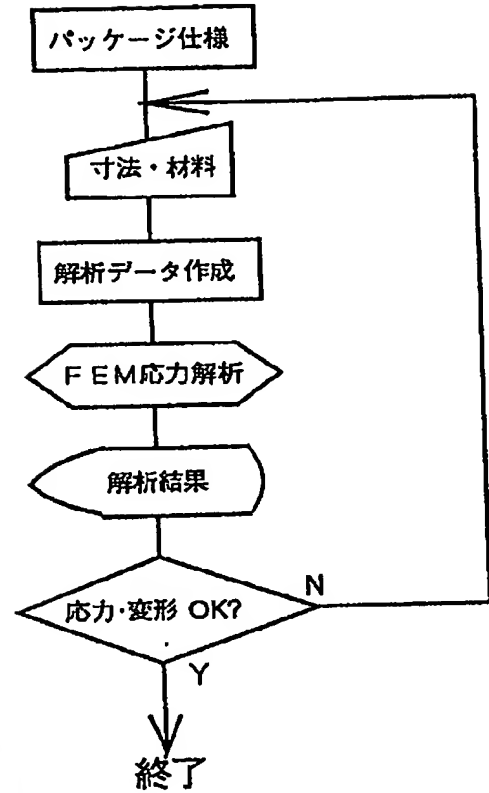 パッケージ仕様
寸法・材料
解析データ作成
ＦＥＭ応力解析
解析結果
応力・変形 OK?
N
Y
終了